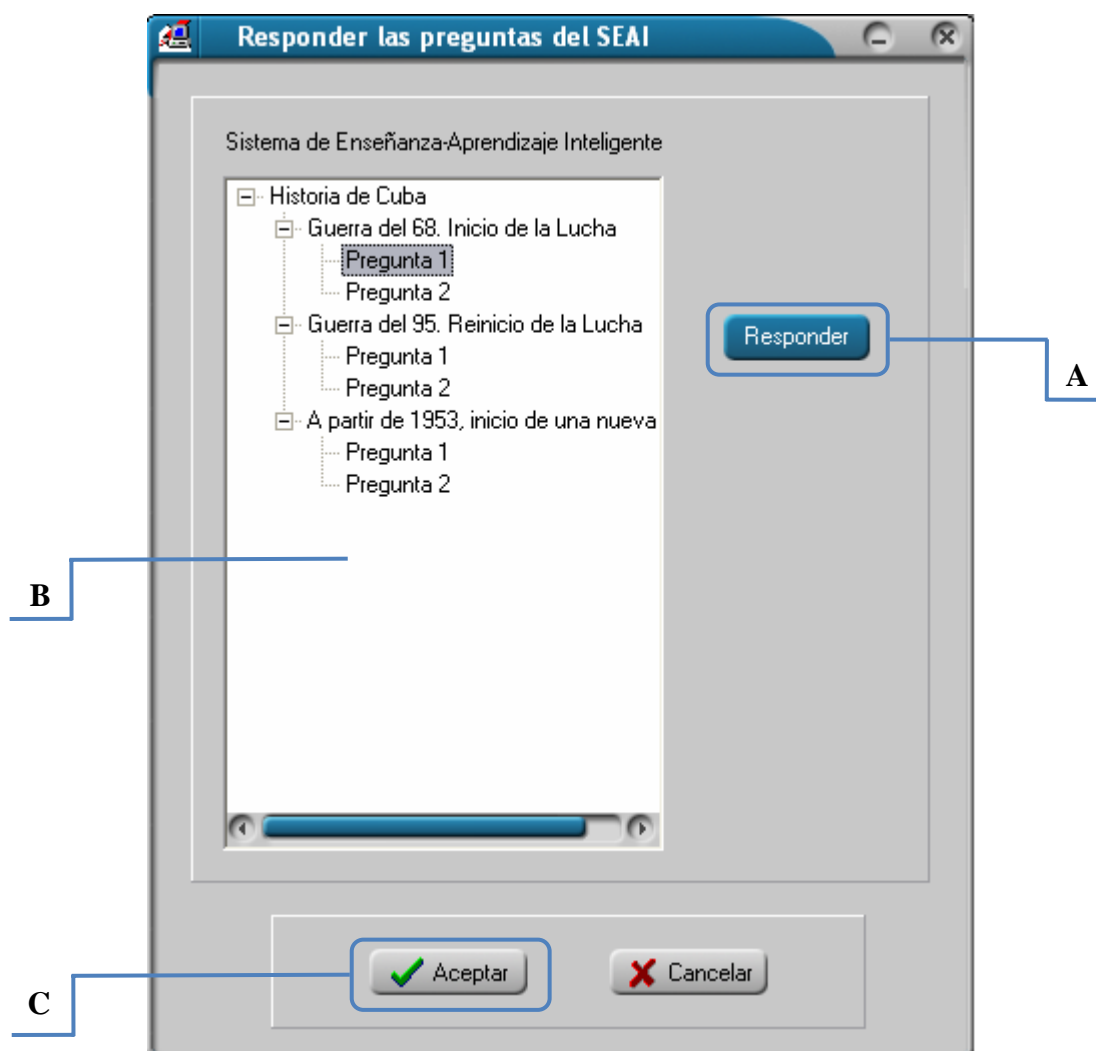 Responder las preguntas del SEAI
Sistema de Enseñanza-Aprendizaje Inteligente
Historia de Cuba
Guerra del 68. Inicio de la Lucha
Pregunta 1
Pregunta 2
Guerra del 95. Reinicio de la Lucha
Pregunta 1
Pregunta 2
A partir de 1953, inicio de una nueva
Pregunta 1
Pregunta 2
Responder
A
B
Aceptar
Cancelar
C